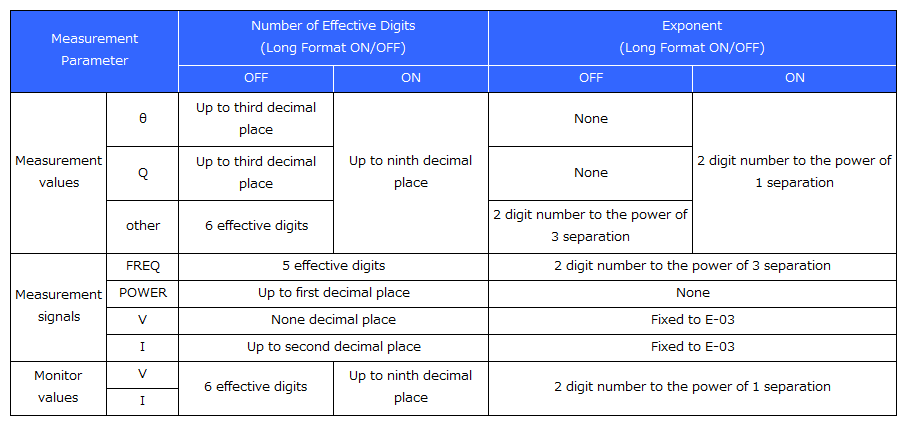 Measurement
Parameter
Number of Effective Digits
(Long Format ON/OFF)
Exponent
(Long Format ON/OFF)
OFF
ON
OFF
ON
Measurement
values
θ
Up to third decimal
place
Up to ninth decimal
place
None
2 digit number to the power of
1 separation
Q
Up to third decimal
place
None
other
6 effective digits
2 digit number to the power of
3 separation
Measurement
signals
FREQ
5 effective digits
2 digit number to the power of 3 separation
POWER
Up to first decimal place
None
V
None decimal place
Fixed to E-03
I
Up to second decimal place
Fixed to E-03
Monitor
values
V
6 effective digits
Up to ninth decimal
place
2 digit number to the power of 1 separation
I